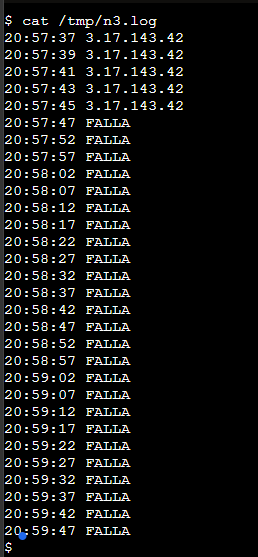 $ cat /tmp/n3.log
20:57:37 3.17.143.42
20:57:39 3.17.143.42
20:57:41 3.17.143.42
20:57:43 3.17.143.42
20:57:45 3.17.143.42
20:57:47 FALLA
20:57:52 FALLA
20:57:57 FALLA
20:58:02 FALLA
20:58:07 FALLA
20:58:12 FALLA
20:58:17 FALLA
20:58:22 FALLA
20:58:27 FALLA
20:58:32 FALLA
20:58:37 FALLA
20:58:42 FALLA
20:58:47 FALLA
20:58:52 FALLA
20:58:57 FALLA
20:59:02 FALLA
20:59:07 FALLA
20:59:12 FALLA
20:59:17 FALLA
20:59:22 FALLA
20:59:27 FALLA
20:59:32 FALLA
20:59:37 FALLA
20:59:42 FALLA
20:59:47 FALLA
$